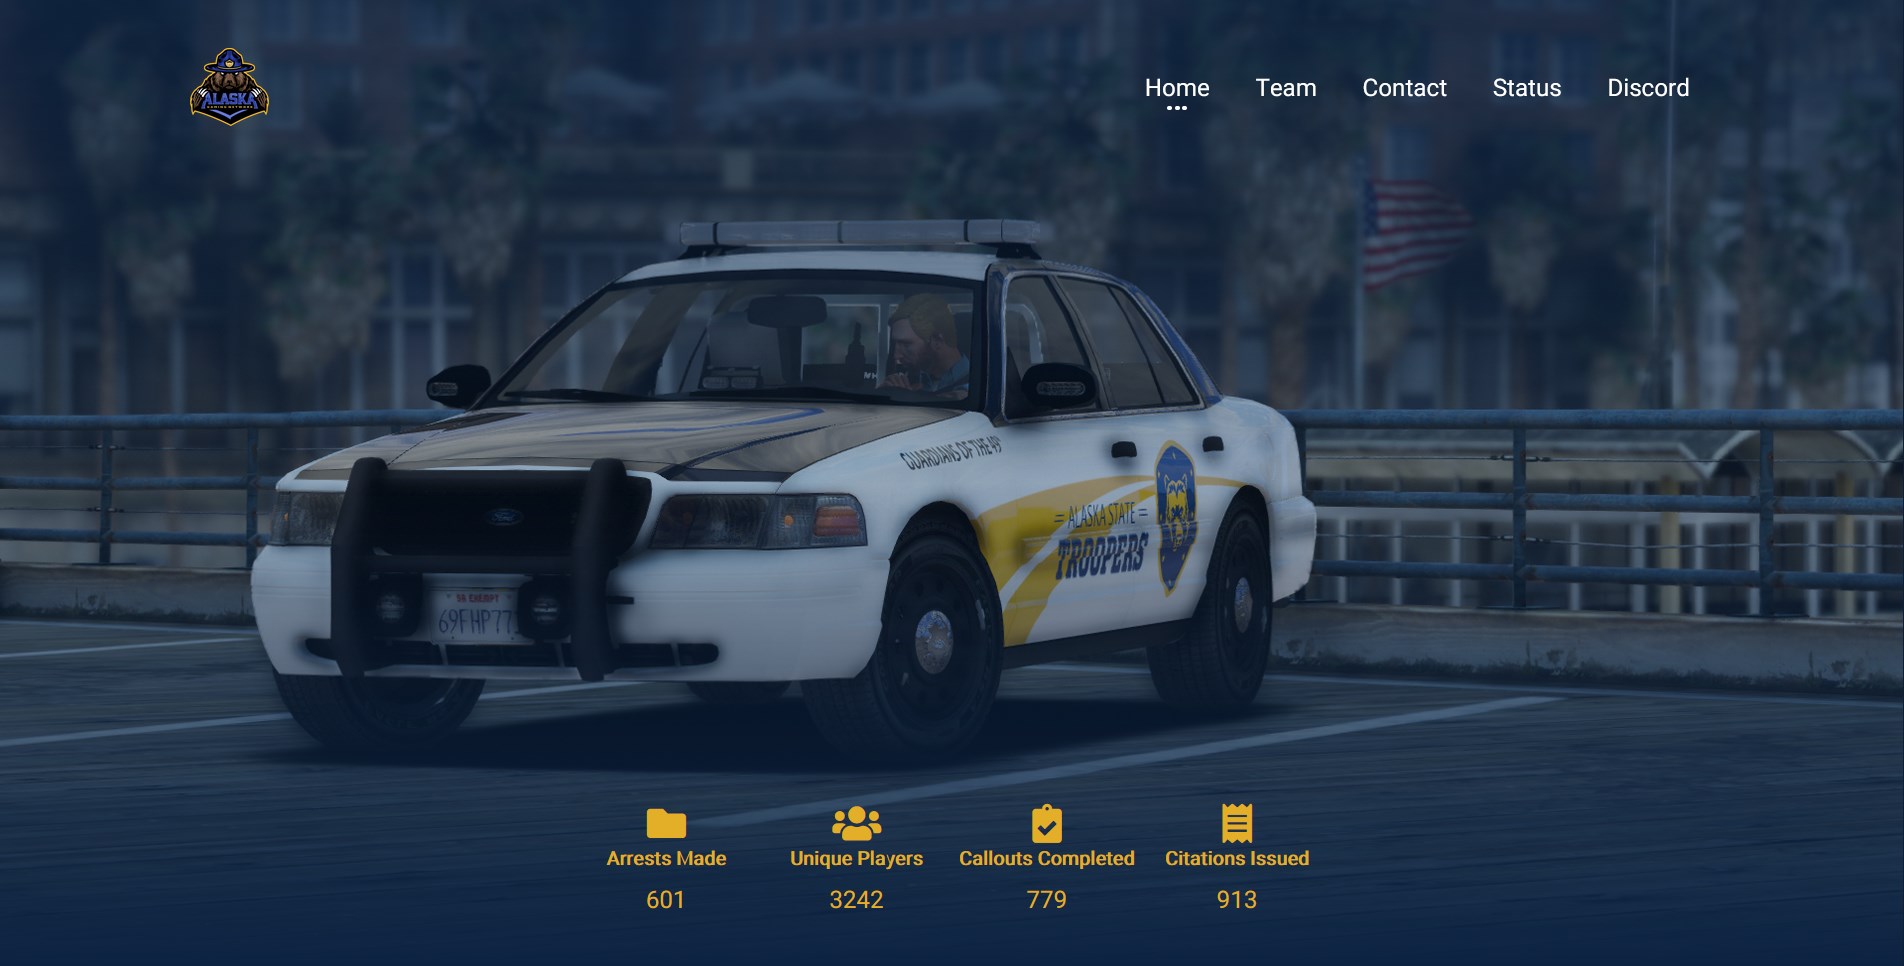 ALASKA
Home Team Contact Status Discord
GUARDIANS OF THE 49
ALASKA STATE
TROOPERS
69FHP77
Arrests Made
601
Unique Players
3242
Callouts Completed
779
Citations Issued
913